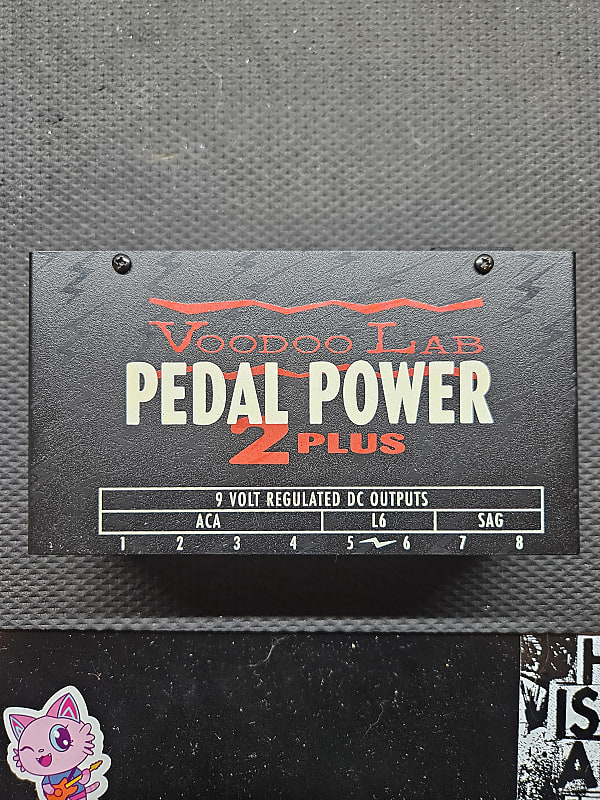 VOODOO LAB
PEDAL POWER
2 PLUS
9 VOLT REGULATED DC OUTPUTS
ACA L6 SAG
1 2 3 4 5 6 7 8
H
IS
A